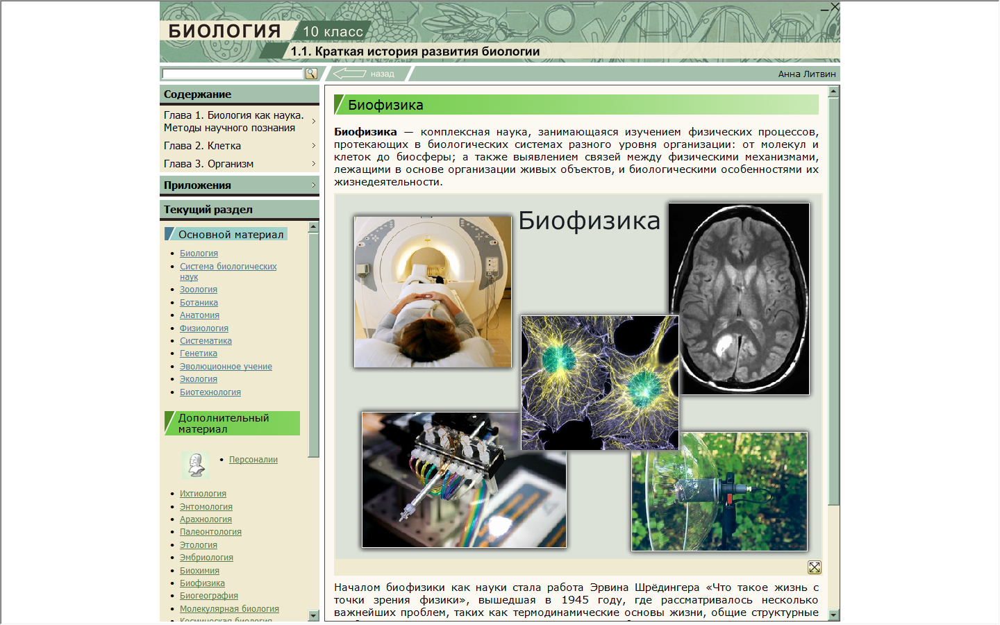 БИОЛОГИЯ 10 класс
1.1. Краткая история развития биологии
назад
Анна Литвин
Содержание
Глава 1. Биология как наука.
Методы научного познания
Глава 2. Клетка
Глава 3. Организм
Приложения
Текущий раздел
Основной материал
Биология
Система биологических
наук
Зоология
Ботаника
Анатомия
Физиология
Систематика
Генетика
Эволюционное учение
Экология
Биотехнология
Дополнительный
материал
Персоналии
Ихтиология
Энтомология
Арахнология
Палеонтология
Этология
Эмбриология
Биохимия
Биофизика
Биогеография
Молекулярная биология
Космическая биология
Биофизика
Биофизика — комплексная наука, занимающаяся изучением физических процессов,
протекающих в биологических системах разного уровня организации: от молекул и
клеток до биосферы; а также выявлением связей между физическими механизмами,
лежащими в основе организации живых объектов, и биологическими особенностями их
жизнедеятельности.
Биофизика
Началом биофизики как науки стала работа Эрвина Шрёдингера «Что такое жизнь с
точки зрения физики», вышедшая в 1945 году, где рассматривалось несколько
важнейших проблем, таких как термодинамические основы жизни, общие структурные